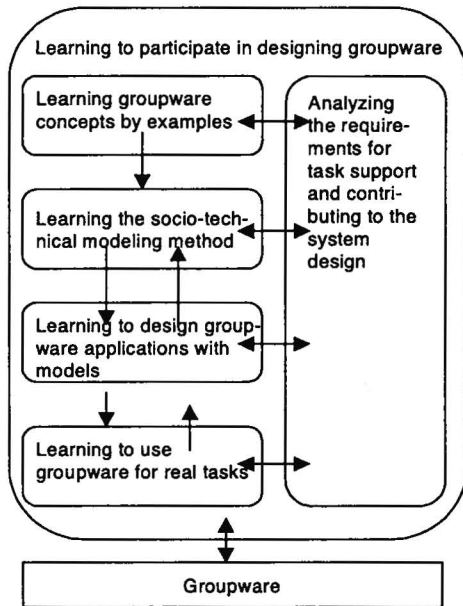 Learning to participate in designing groupware
Learning groupware
concepts by examples
Learning the socio-tech-
nical modeling method
Learning to design group-
ware applications with
models
Learning to use
groupware for real tasks
Analyzing
the require-
ments for
task support
and contri-
buting to the
system
design
Groupware